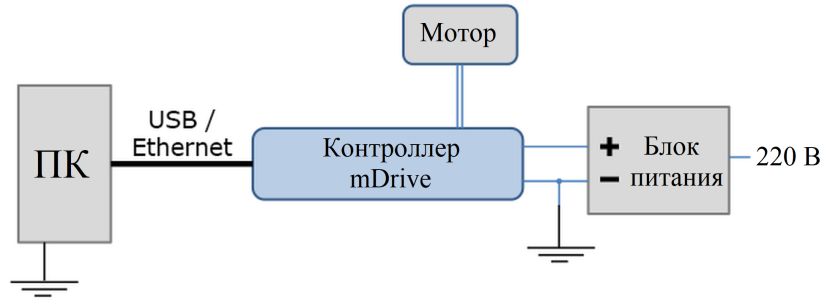 Мотор
USB /
Ethernet
ПК
Контроллер
mDrive
+ Блок
− питания
220 В